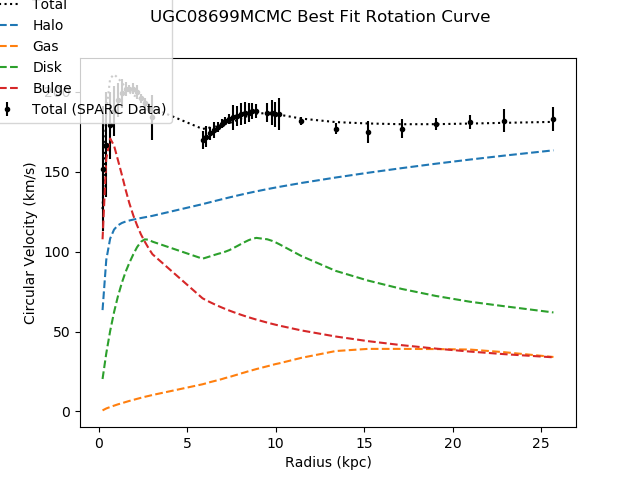 UGC08699MCMC Best Fit Rotation Curve
Total
Halo
Gas
Disk
Bulge
Total (SPARC Data)
200
150
100
50
0
Circular Velocity (km/s)
0 5 10 15 20 25
Radius (kpc)